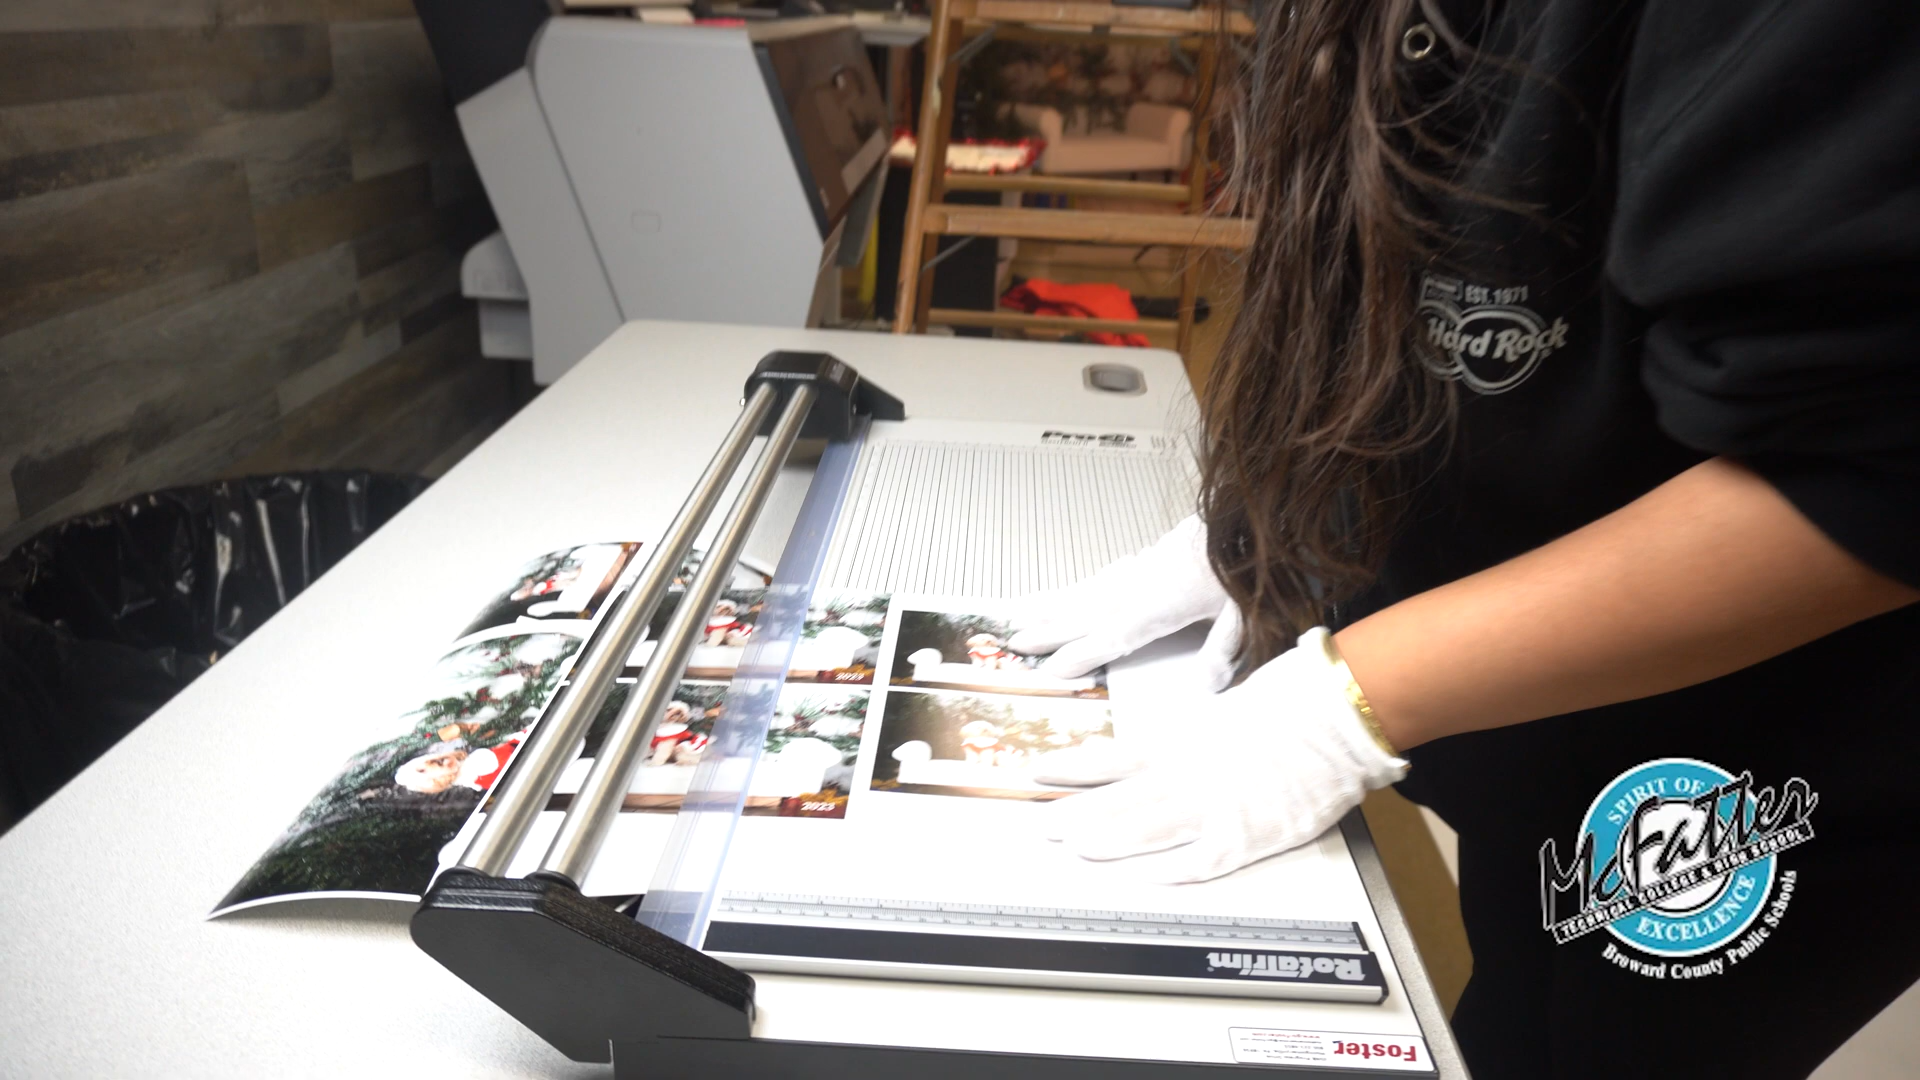 EST. 1971
Hard Rock
Pro
2023
2023
RotaTrim
Foster
SPIRIT OF
McFatter
TECHNICAL COLLEGE & HIGH SCHOOL
EXCELLENCE
Broward County Public Schools